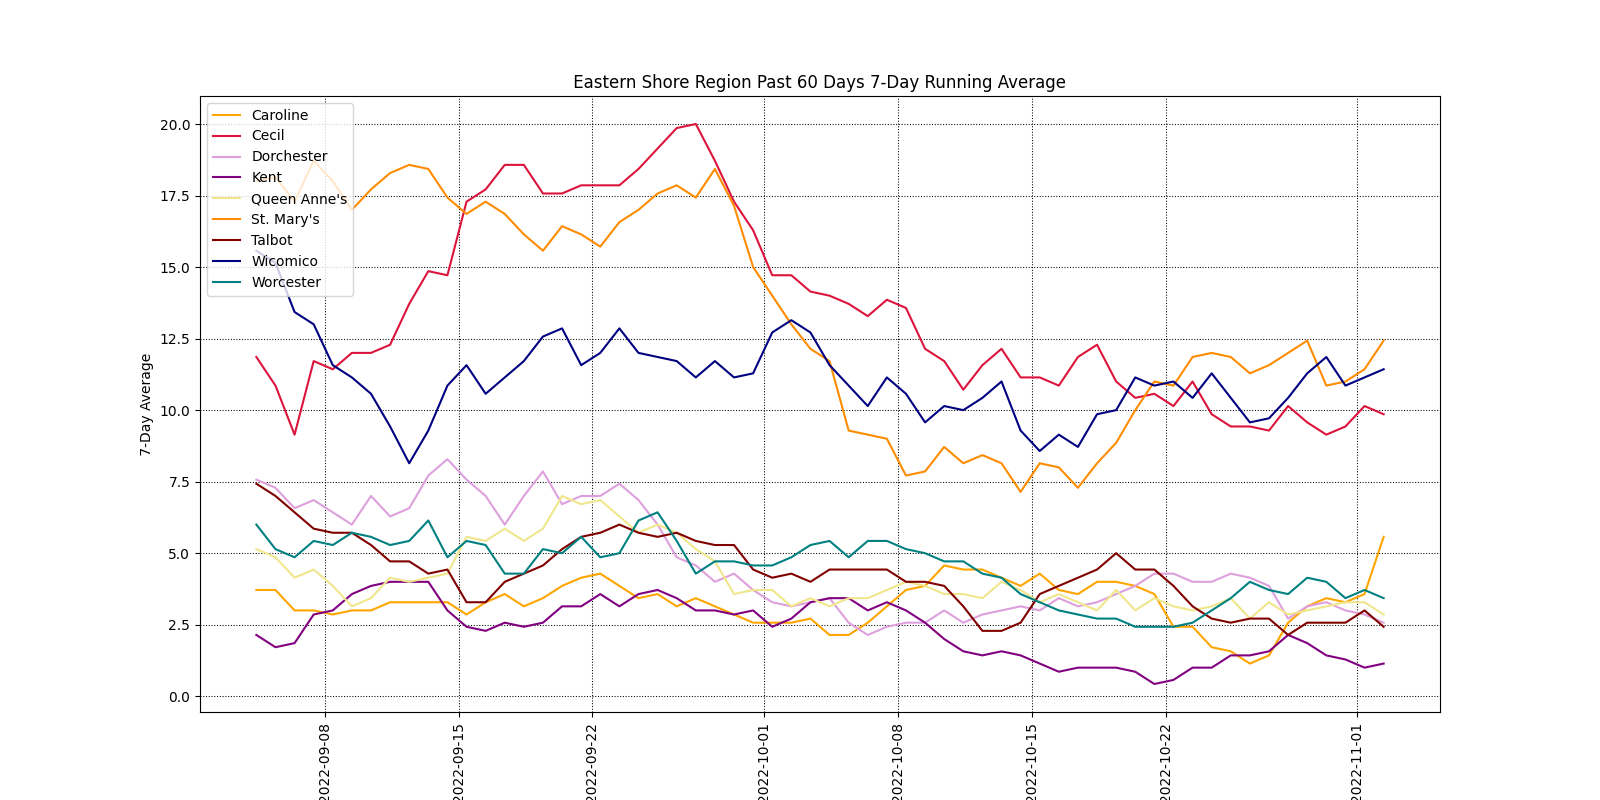 Eastern Shore Region Past 60 Days 7-Day Running Average
Caroline
Cecil
Dorchester
Kent
Queen Anne's
St. Mary's
Talbot
Wicomico
Worcester
20.0
17.5
15.0
12.5
10.0
7.5
5.0
2.5
0.0
7-Day Average
2022-09-08
2022-09-15
2022-09-22
2022-10-01
2022-10-08
2022-10-15
2022-10-22
2022-11-01